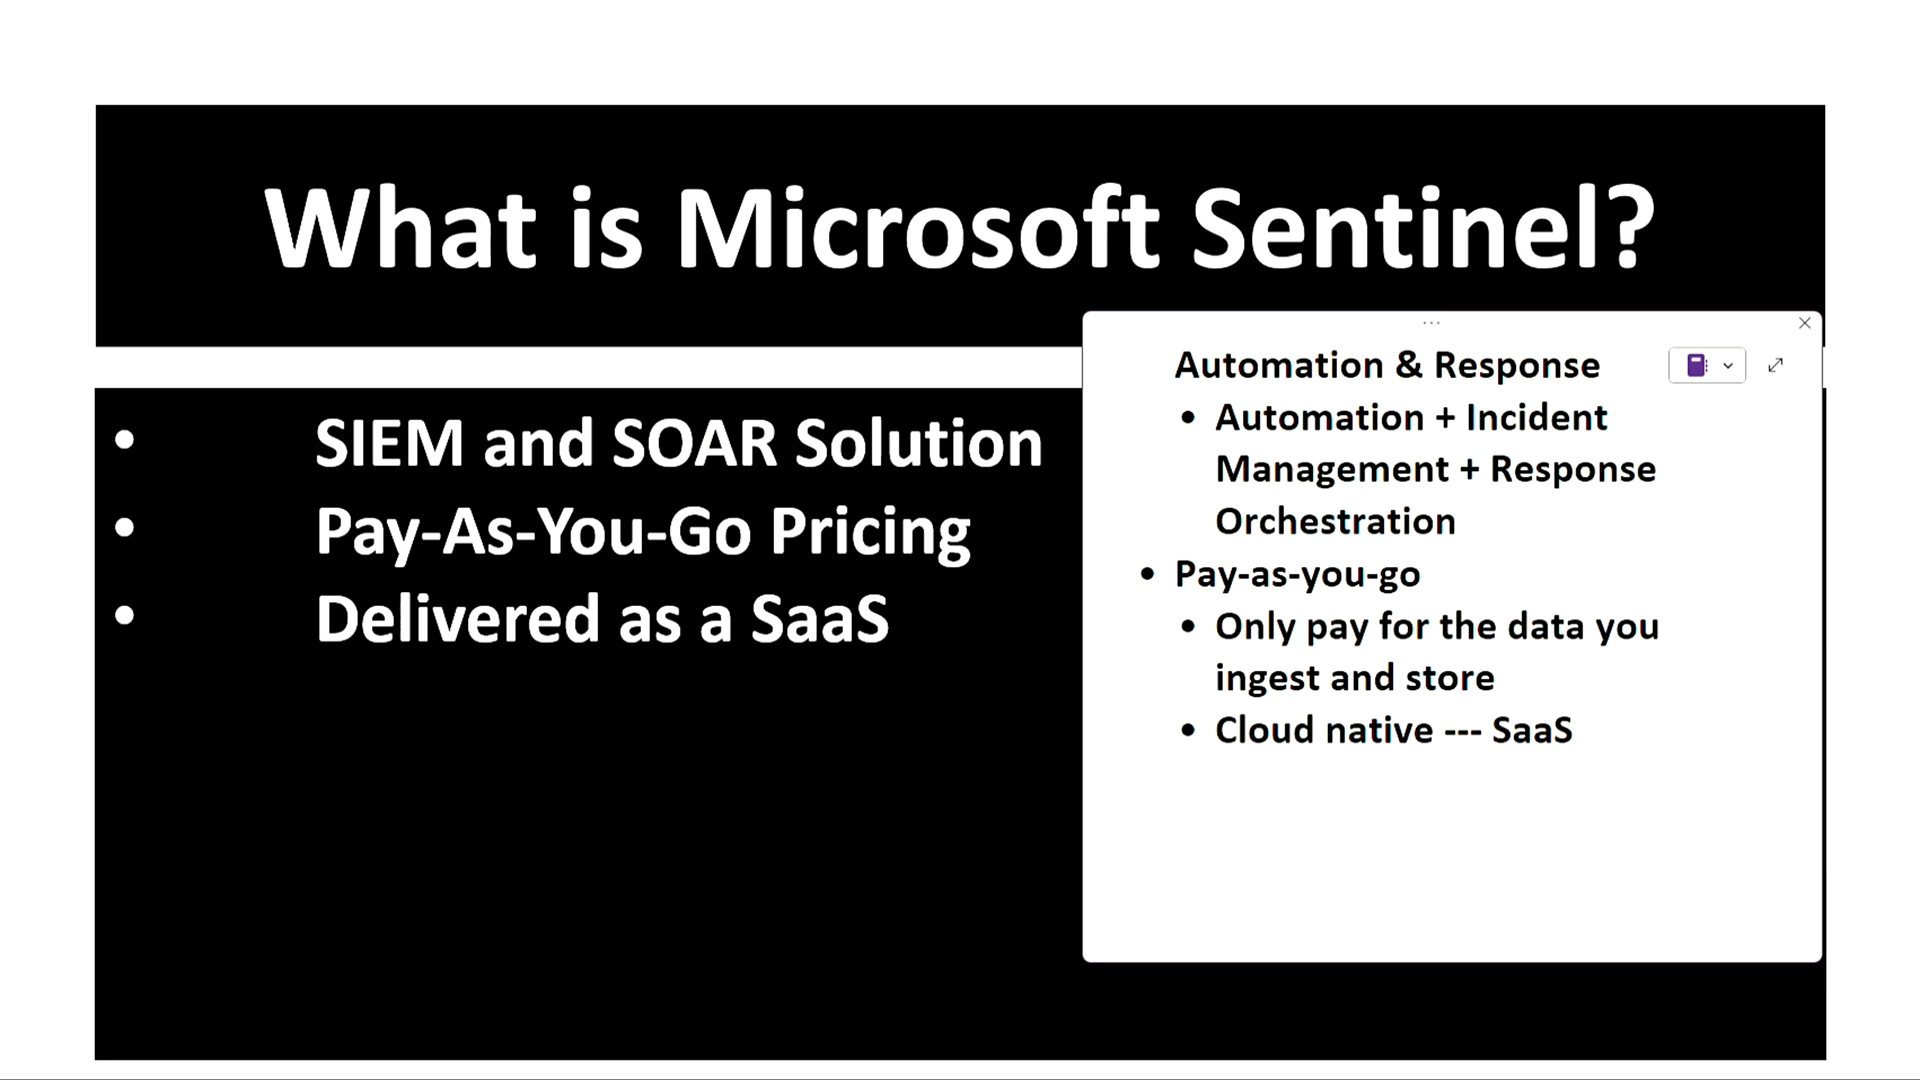 What is Microsoft Sentinel?
• SIEM and SOAR Solution
• Pay-As-You-Go Pricing
• Delivered as a SaaS
Automation & Response
• Automation + Incident
Management + Response
Orchestration
• Pay-as-you-go
• Only pay for the data you
ingest and store
• Cloud native --- SaaS